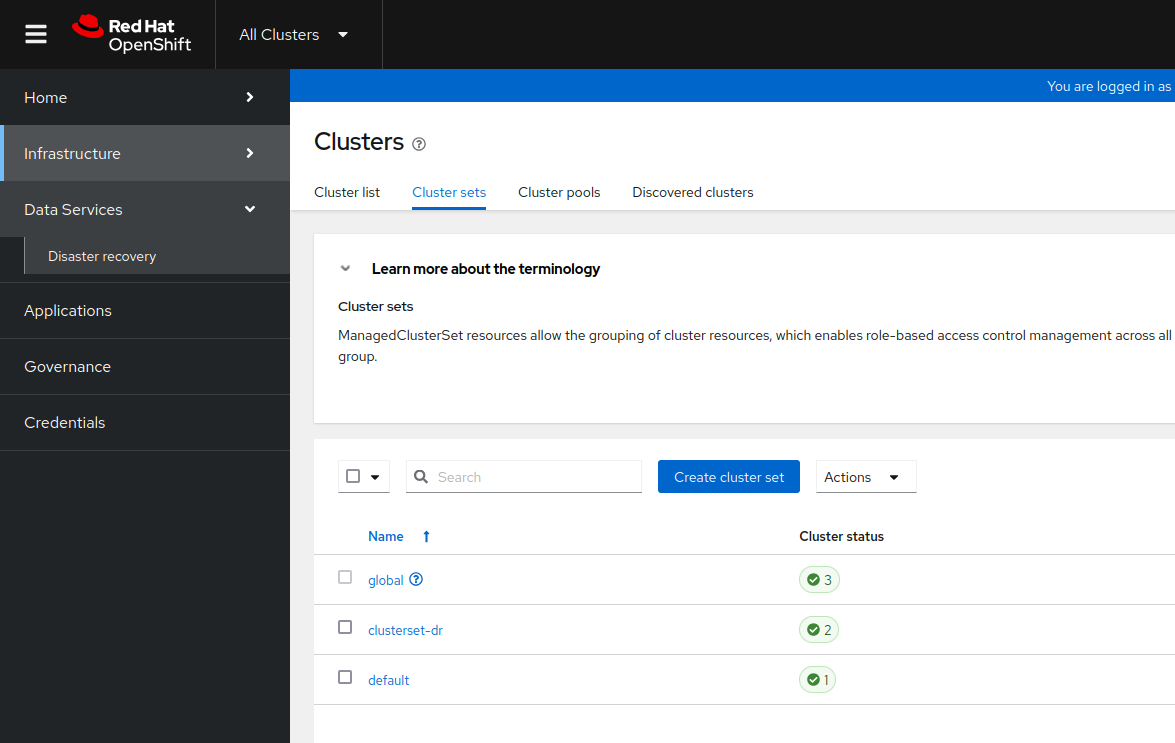 Red Hat
OpenShift
All Clusters
You are logged in as
Home
Infrastructure
Data Services
Disaster recovery
Applications
Governance
Credentials
Clusters
Cluster list
Cluster sets
Cluster pools
Discovered clusters
Learn more about the terminology
Cluster sets
ManagedClusterSet resources allow the grouping of cluster resources, which enables role-based access control management across all
group.
Search
Create cluster set
Actions
Name
Cluster status
global
3
clusterset-dr
2
default
1